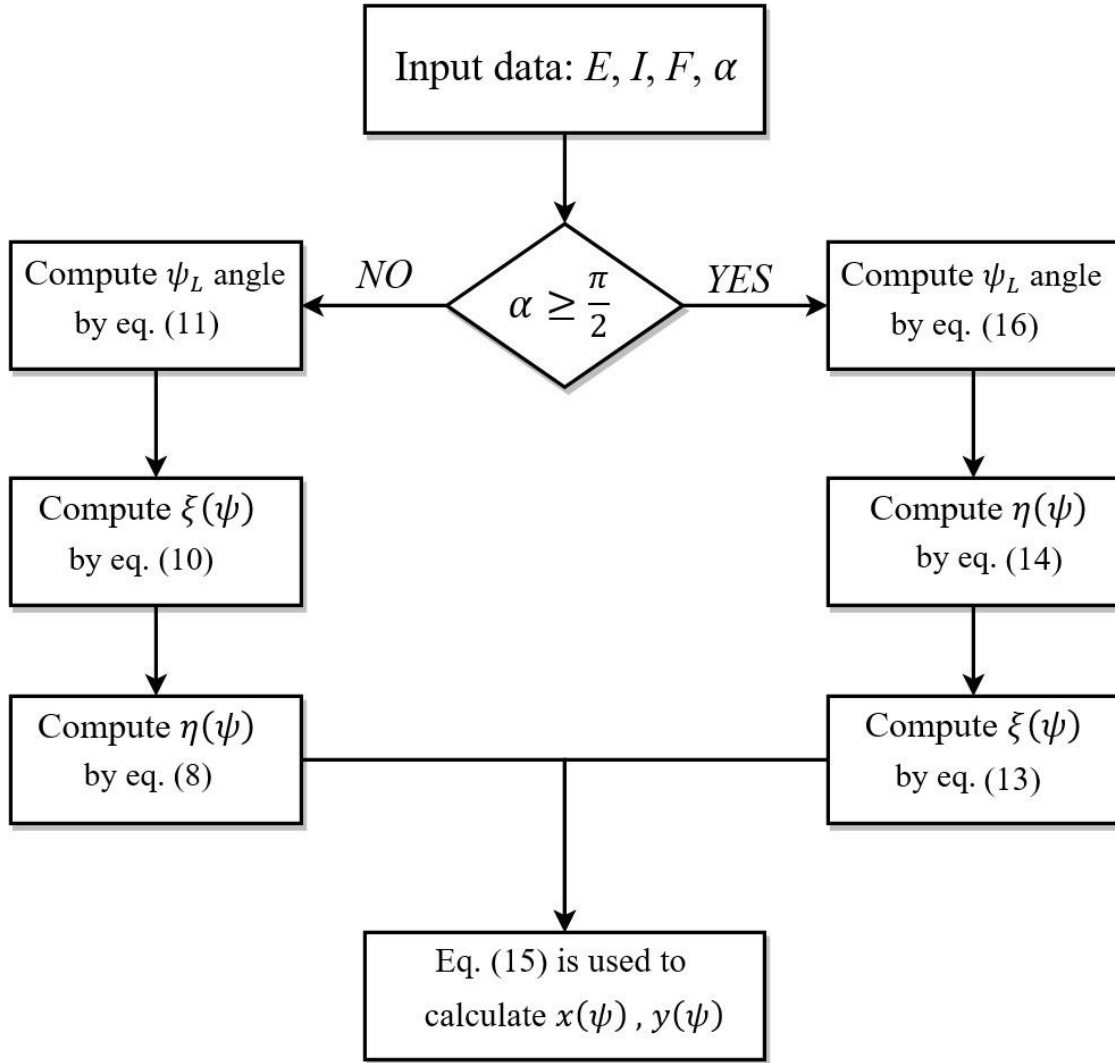 Input data: E, I, F, α
α ≥ π/2
NO
YES
Compute ψ_L angle
by eq. (11)
Compute ξ(ψ)
by eq. (10)
Compute η(ψ)
by eq. (8)
Compute ψ_L angle
by eq. (16)
Compute η(ψ)
by eq. (14)
Compute ξ(ψ)
by eq. (13)
Eq. (15) is used to
calculate x(ψ) , y(ψ)